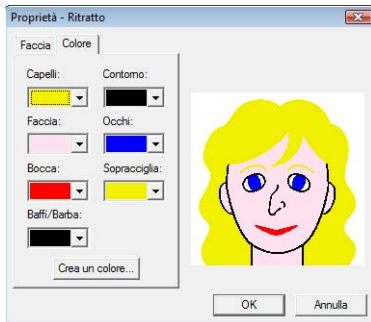 Proprietà - Ritratto
Faccia Colore
Capelli: Contorno:
Faccia: Occhi:
Bocca: Sopracciglia:
Baffi/Barba:
Crea un colore...
OK Annulla